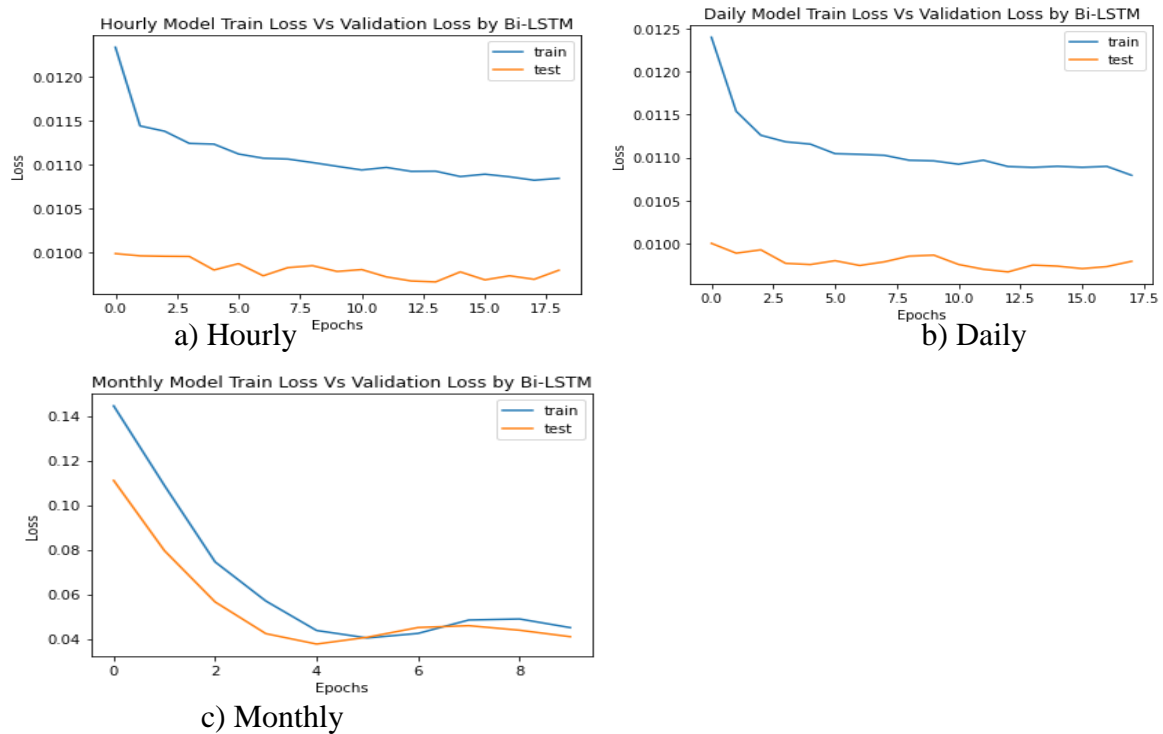 Hourly Model Train Loss Vs Validation Loss by Bi-LSTM
train
test
0.0120
0.0115
0.0110
0.0105
0.0100
Loss
0.0 2.5 5.0 7.5 10.0 12.5 15.0 17.5
Epochs
a) Hourly
Daily Model Train Loss Vs Validation Loss by Bi-LSTM
train
test
0.0125
0.0120
0.0115
0.0110
0.0105
0.0100
Loss
0.0 2.5 5.0 7.5 10.0 12.5 15.0 17.5
Epochs
b) Daily
Monthly Model Train Loss Vs Validation Loss by Bi-LSTM
train
test
0.14
0.12
0.10
0.08
0.06
0.04
Loss
0 2 4 6 8
Epochs
c) Monthly